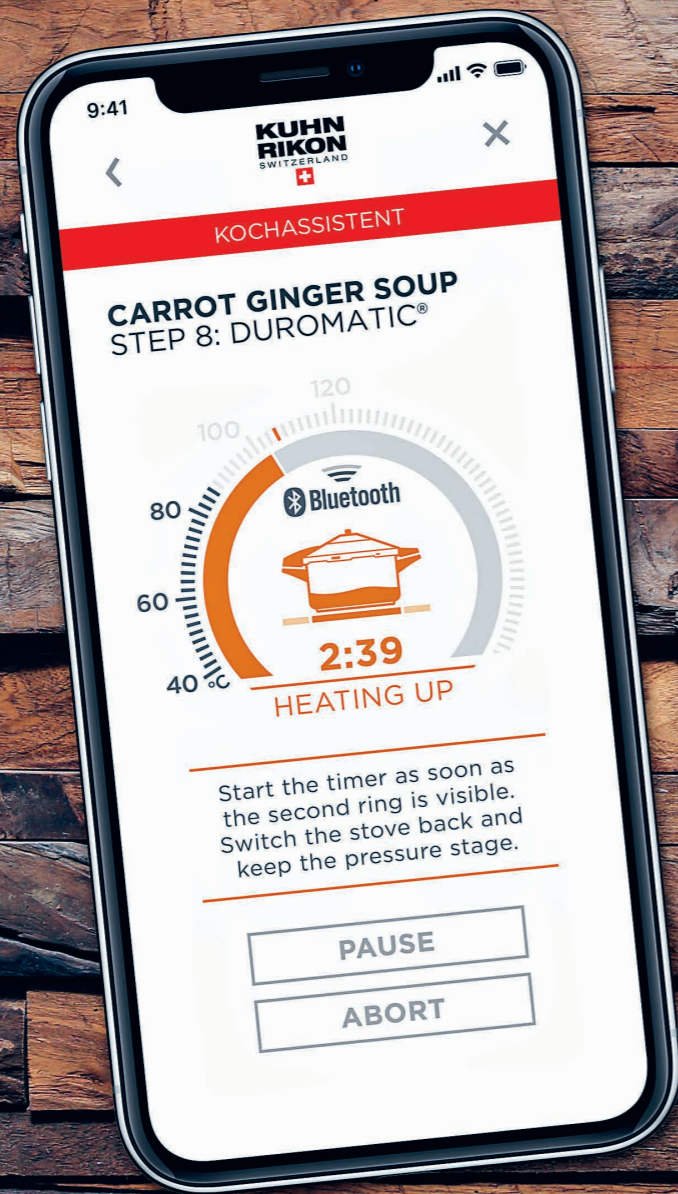 9:41
KUHN
RIKON
SWITZERLAND
KOCHASSISTENT
CARROT GINGER SOUP
STEP 8: DUROMATIC®
120
100
80
60
40 °C
Bluetooth
2:39
HEATING UP
Start the timer as soon as
the second ring is visible.
Switch the stove back and
keep the pressure stage.
PAUSE
ABORT